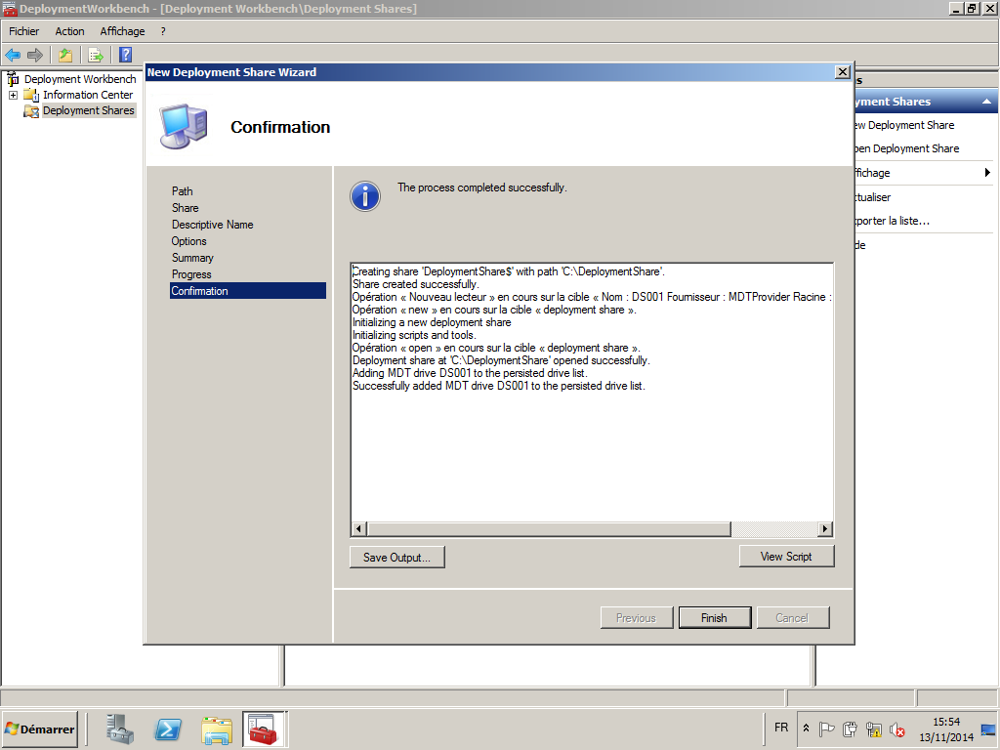 DeploymentWorkbench - [Deployment Workbench\Deployment Shares]
Fichier Action Affichage ?
Deployment Workbench
Information Center
Deployment Shares
New Deployment Share Wizard
Confirmation
Path
Share
Descriptive Name
Options
Summary
Progress
Confirmation
The process completed successfully.
Creating share 'DeploymentShare$' with path 'C:\DeploymentShare'.
Share created successfully.
Opération « Nouveau lecteur » en cours sur la cible « Nom : DS001 Fournisseur : MDTProvider Racine :
Opération « new » en cours sur la cible « deployment share ».
Initializing a new deployment share
Initializing scripts and tools.
Opération « open » en cours sur la cible « deployment share ».
Deployment share at 'C:\DeploymentShare' opened successfully.
Adding MDT drive DS001 to the persisted drive list.
Successfully added MDT drive DS001 to the persisted drive list.
Save Output...
View Script
Previous
Finish
Cancel
s
yment Shares
ew Deployment Share
pen Deployment Share
ffichage
ctualiser
xporter la liste...
de
Démarrer
FR
15:54
13/11/2014